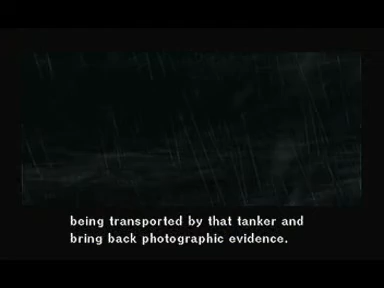 being transported by that tanker and
bring back photographic evidence.